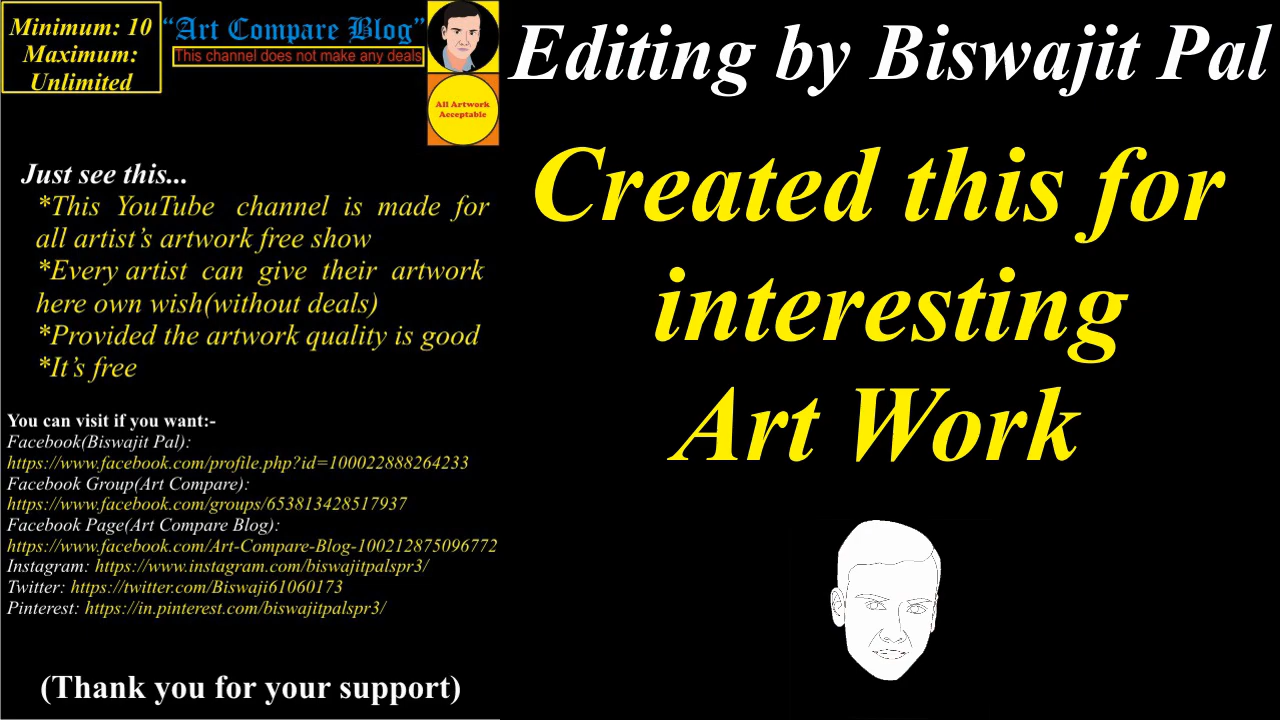 Minimum: 10
Maximum:
Unlimited
“Art Compare Blog”
This channel does not make any deals
All Artwork
Acceptable
Just see this...
*This YouTube channel is made for
all artist’s artwork free show
*Every artist can give their artwork
here own wish(without deals)
*Provided the artwork quality is good
*It’s free
You can visit if you want:-
Facebook(Biswajit Pal):
https://www.facebook.com/profile.php?id=100022888264233
Facebook Group(Art Compare):
https://www.facebook.com/groups/653813428517937
Facebook Page(Art Compare Blog):
https://www.facebook.com/Art-Compare-Blog-100212875096772
Instagram: https://www.instagram.com/biswajitpalspr3/
Twitter: https://twitter.com/Biswaji61060173
Pinterest: https://in.pinterest.com/biswajitpalspr3/
(Thank you for your support)
Editing by Biswajit Pal
Created this for
interesting
Art Work